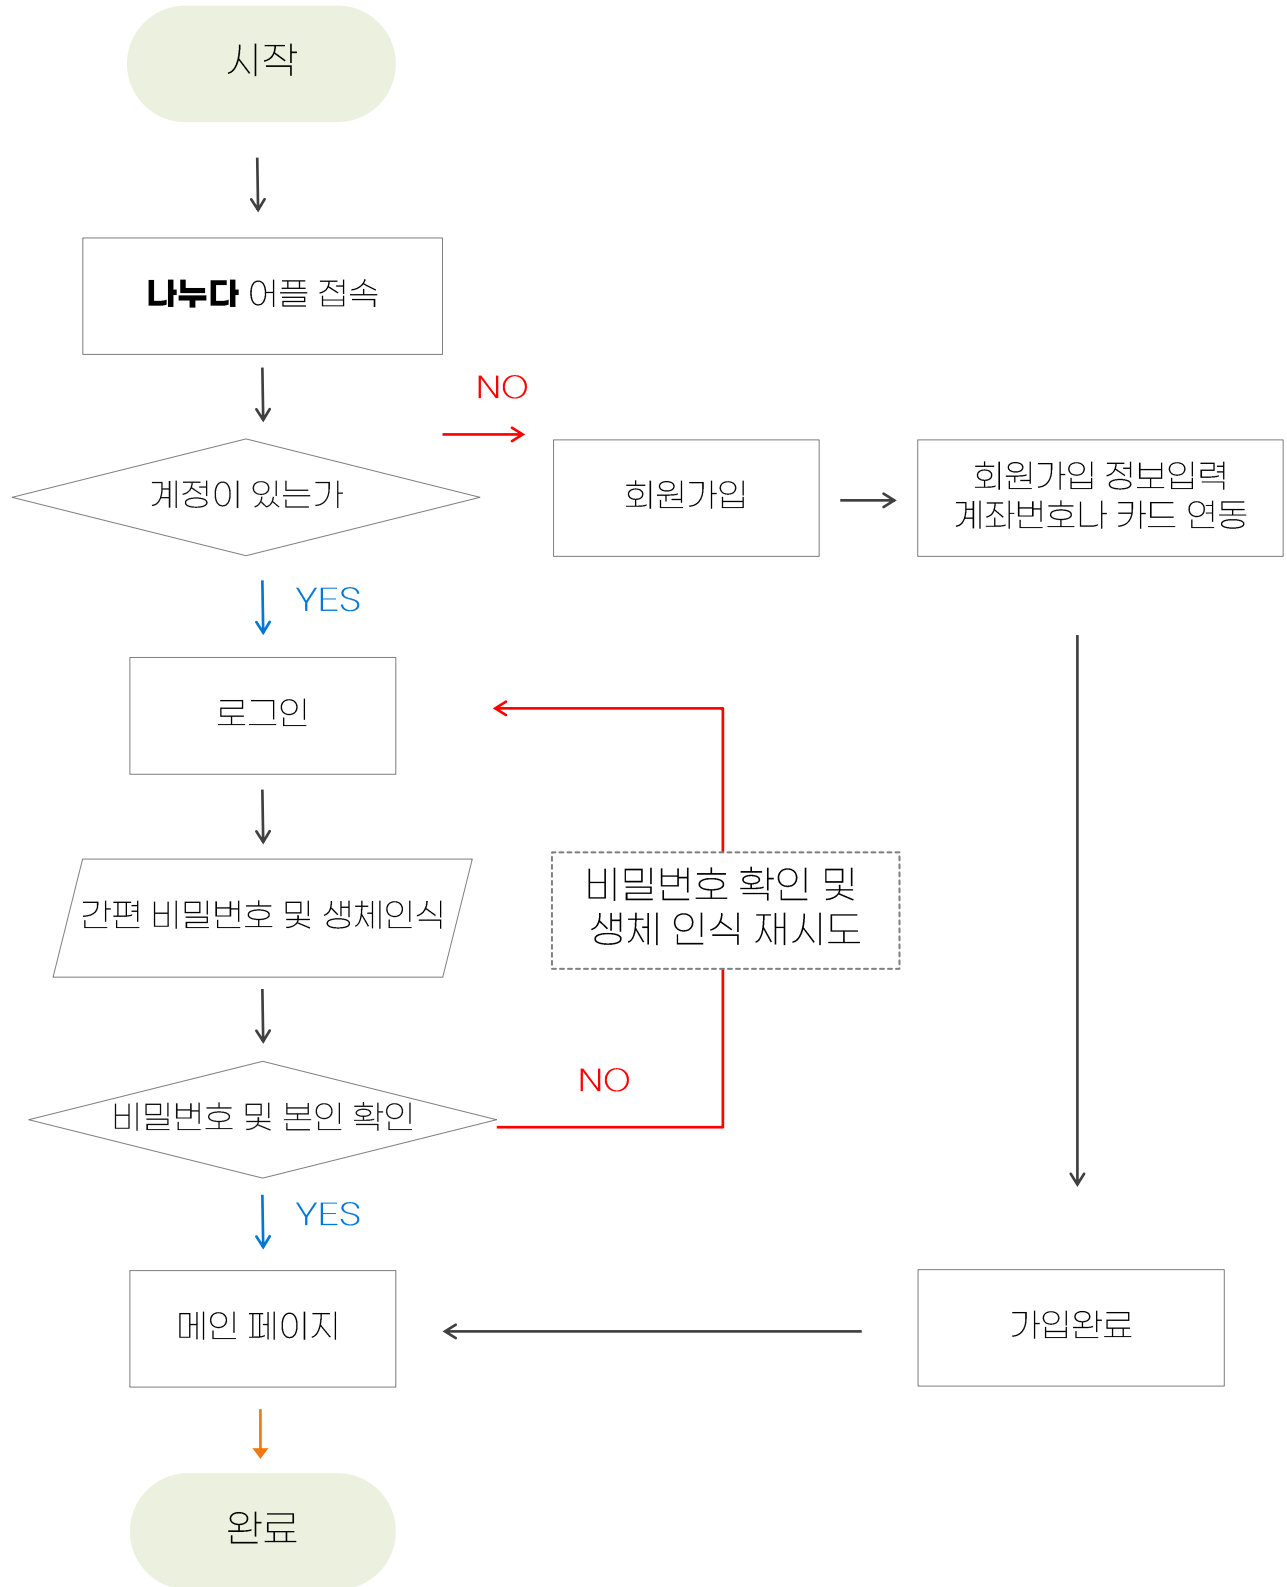 시작
나누다 어플 접속
NO
계정이 있는가
회원가입
회원가입 정보입력
계좌번호나 카드 연동
YES
로그인
간편 비밀번호 및 생체인식
비밀번호 확인 및
생체 인식 재시도
NO
비밀번호 및 본인 확인
YES
메인 페이지
가입완료
완료